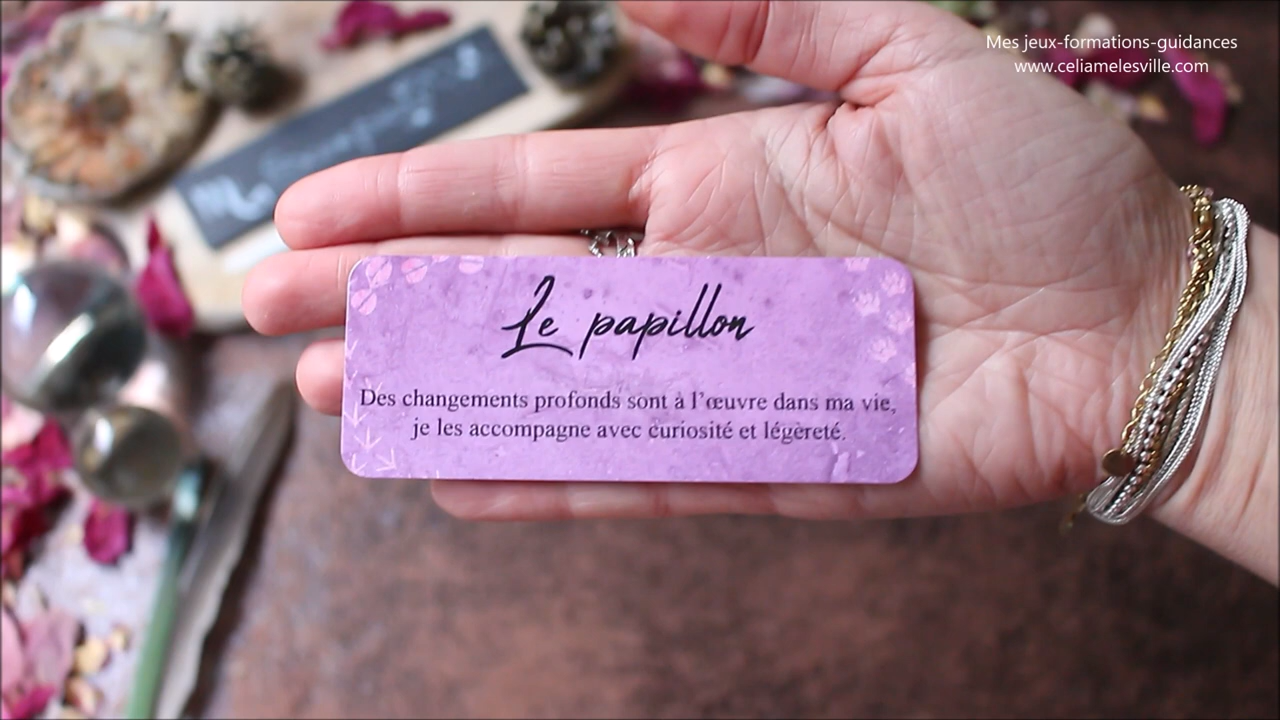 Mes jeux-formations-guidances
www.celiamelesville.com
Le papillon
Des changements profonds sont à l’œuvre dans ma vie,
je les accompagne avec curiosité et légèreté.